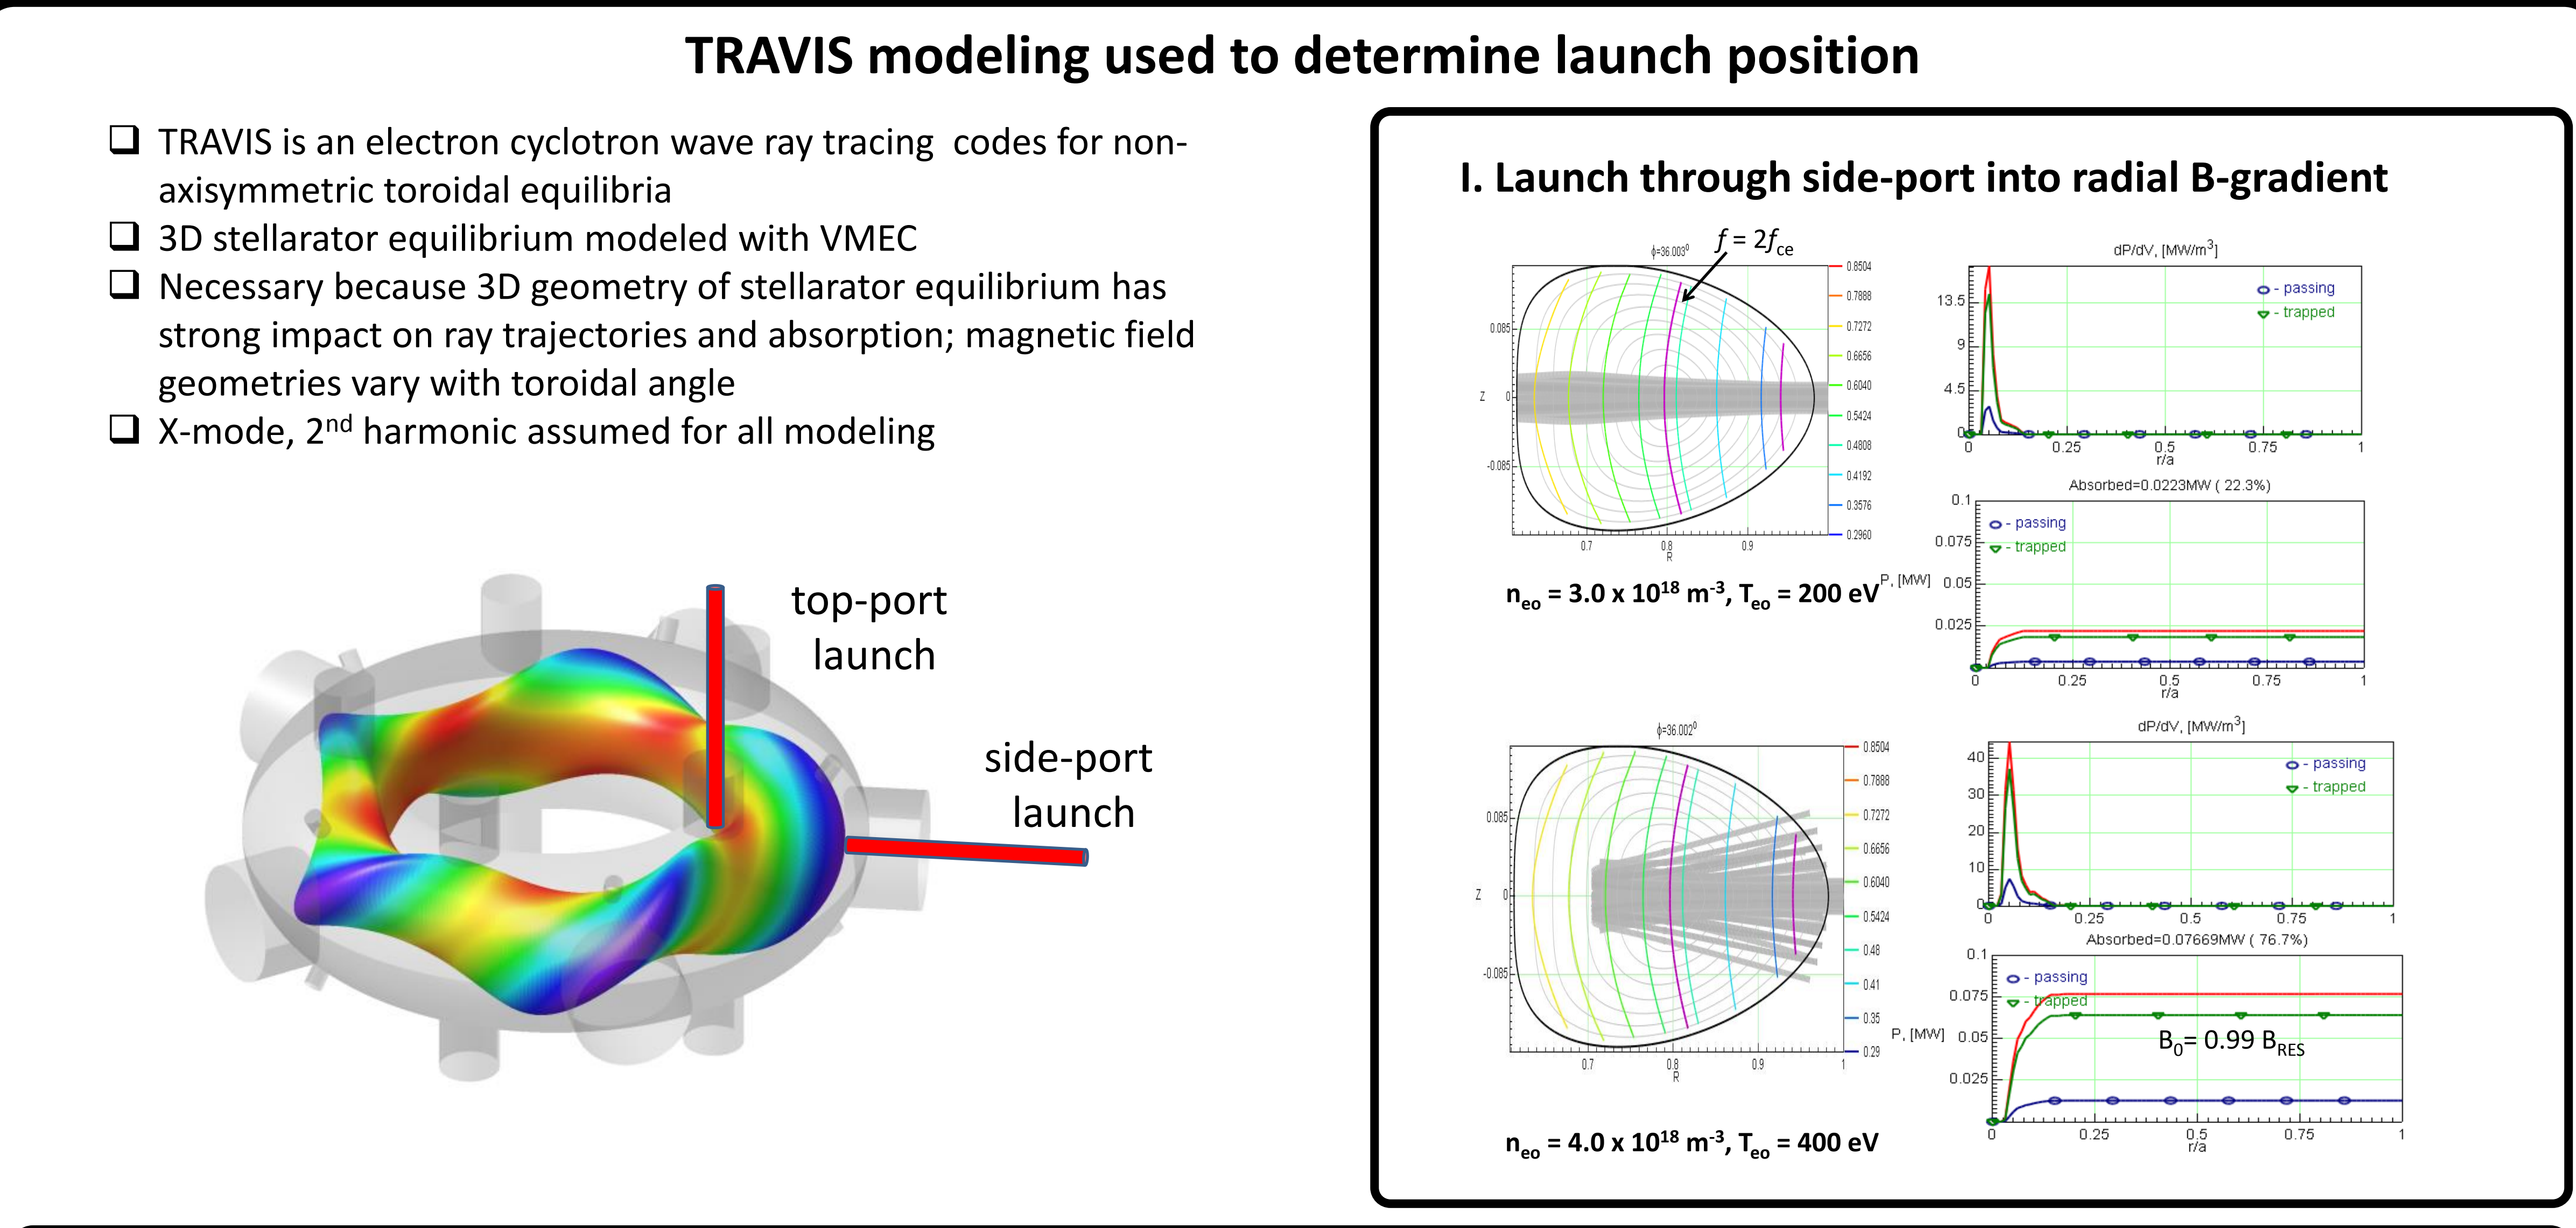 TRAVIS modeling used to determine launch position
❑ TRAVIS is an electron cyclotron wave ray tracing  codes for non-
axisymmetric toroidal equilibria
❑ 3D stellarator equilibrium modeled with VMEC
❑ Necessary because 3D geometry of stellarator equilibrium has
strong impact on ray trajectories and absorption; magnetic field
geometries vary with toroidal angle
❑ X-mode, 2nd harmonic assumed for all modeling
top-port
launch
side-port
launch
I. Launch through side-port into radial B-gradient
f = 2fce
ϕ=36.003⁰
0.085
Z 0
-0.085
0.7 0.8 0.9
R
0.8504
0.7888
0.7272
0.6656
0.6040
0.5424
0.4808
0.4192
0.3576
0.2960
neo = 3.0 x 10¹⁸ m⁻³, Teo = 200 eV
dP/dV, [MW/m³]
- passing
- trapped
13.5
9
4.5
0
0 0.25 0.5 0.75 1
r/a
Absorbed=0.0223MW ( 22.3%)
- passing
- trapped
0.1
0.075
P, [MW] 0.05
0.025
0 0.25 0.5 0.75 1
r/a
ϕ=36.002⁰
0.085
Z 0
-0.085
0.7 0.8 0.9 1
R
0.8504
0.7888
0.7272
0.6656
0.6040
0.5424
0.48
0.41
0.35
0.29
neo = 4.0 x 10¹⁸ m⁻³, Teo = 400 eV
dP/dV, [MW/m³]
- passing
- trapped
40
30
20
10
0
0 0.25 0.5 0.75 1
r/a
Absorbed=0.07669MW ( 76.7%)
- passing
- trapped
0.1
0.075
P, [MW] 0.05
0.025
B0= 0.99 BRES
0 0.25 0.5 0.75 1
r/a